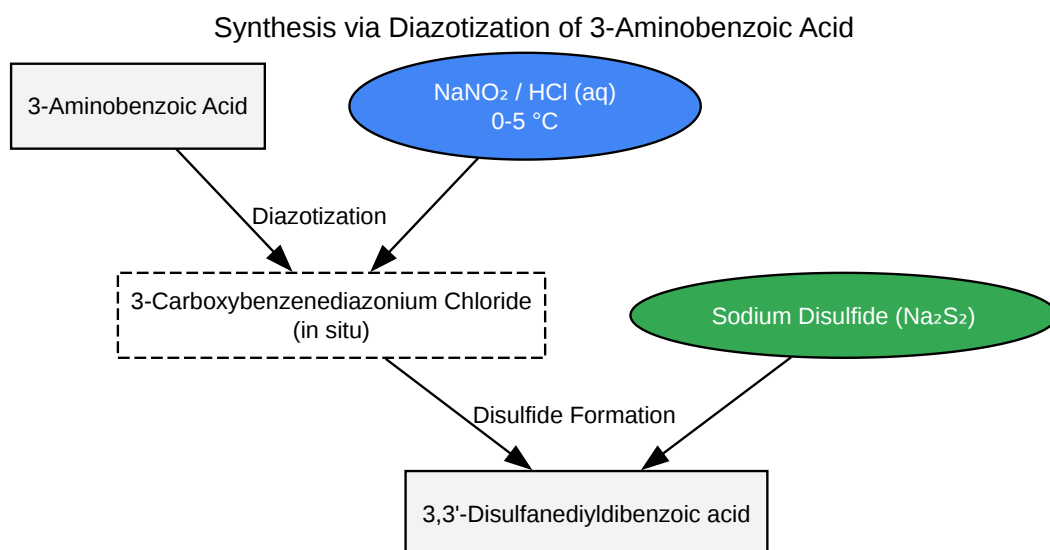 Synthesis via Diazotization of 3-Aminobenzoic Acid
3-Aminobenzoic Acid
NaNO₂ / HCl (aq)
0-5 °C
Diazotization
3-Carboxybenzenediazonium Chloride
(in situ)
Sodium Disulfide (Na₂S₂)
Disulfide Formation
3,3'-Disulfanediyldibenzoic acid